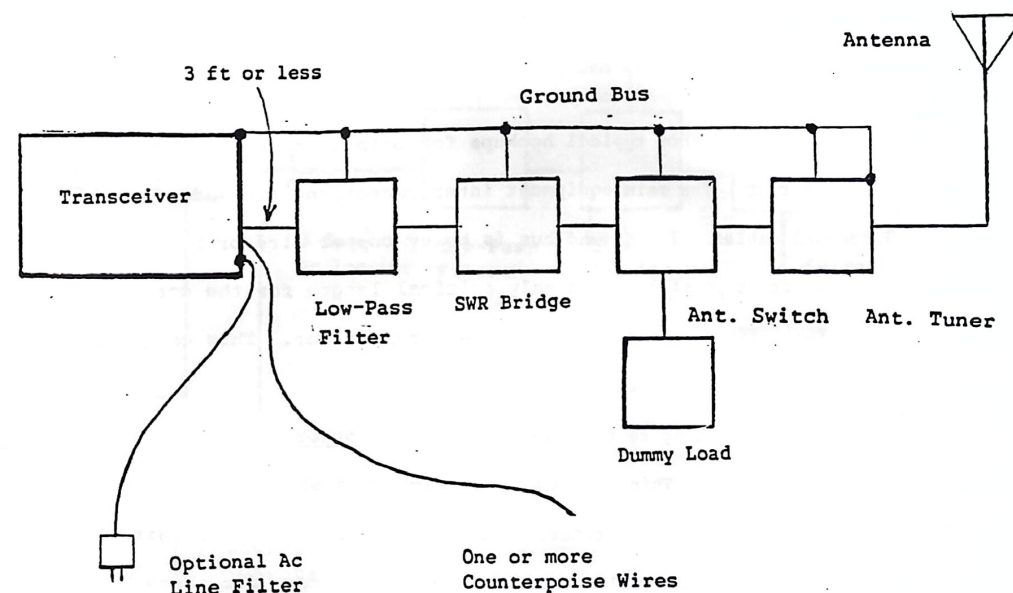 Antenna
3 ft or less
Ground Bus
Transceiver
Low-Pass
Filter
SWR Bridge
Ant. Switch
Ant. Tuner
Dummy Load
Optional Ac
Line Filter
One or more
Counterpoise Wires